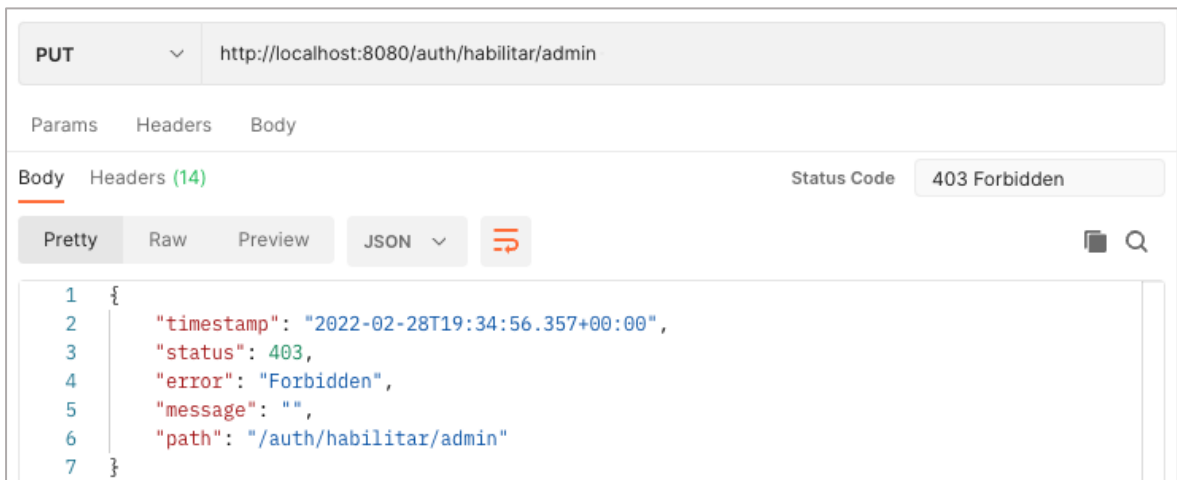 PUT http://localhost:8080/auth/habilitar/admin
Params Headers Body
Body Headers (14) Status Code 403 Forbidden
Pretty Raw Preview JSON
1 {
2 "timestamp": "2022-02-28T19:34:56.357+00:00",
3 "status": 403,
4 "error": "Forbidden",
5 "message": "",
6 "path": "/auth/habilitar/admin"
7 }